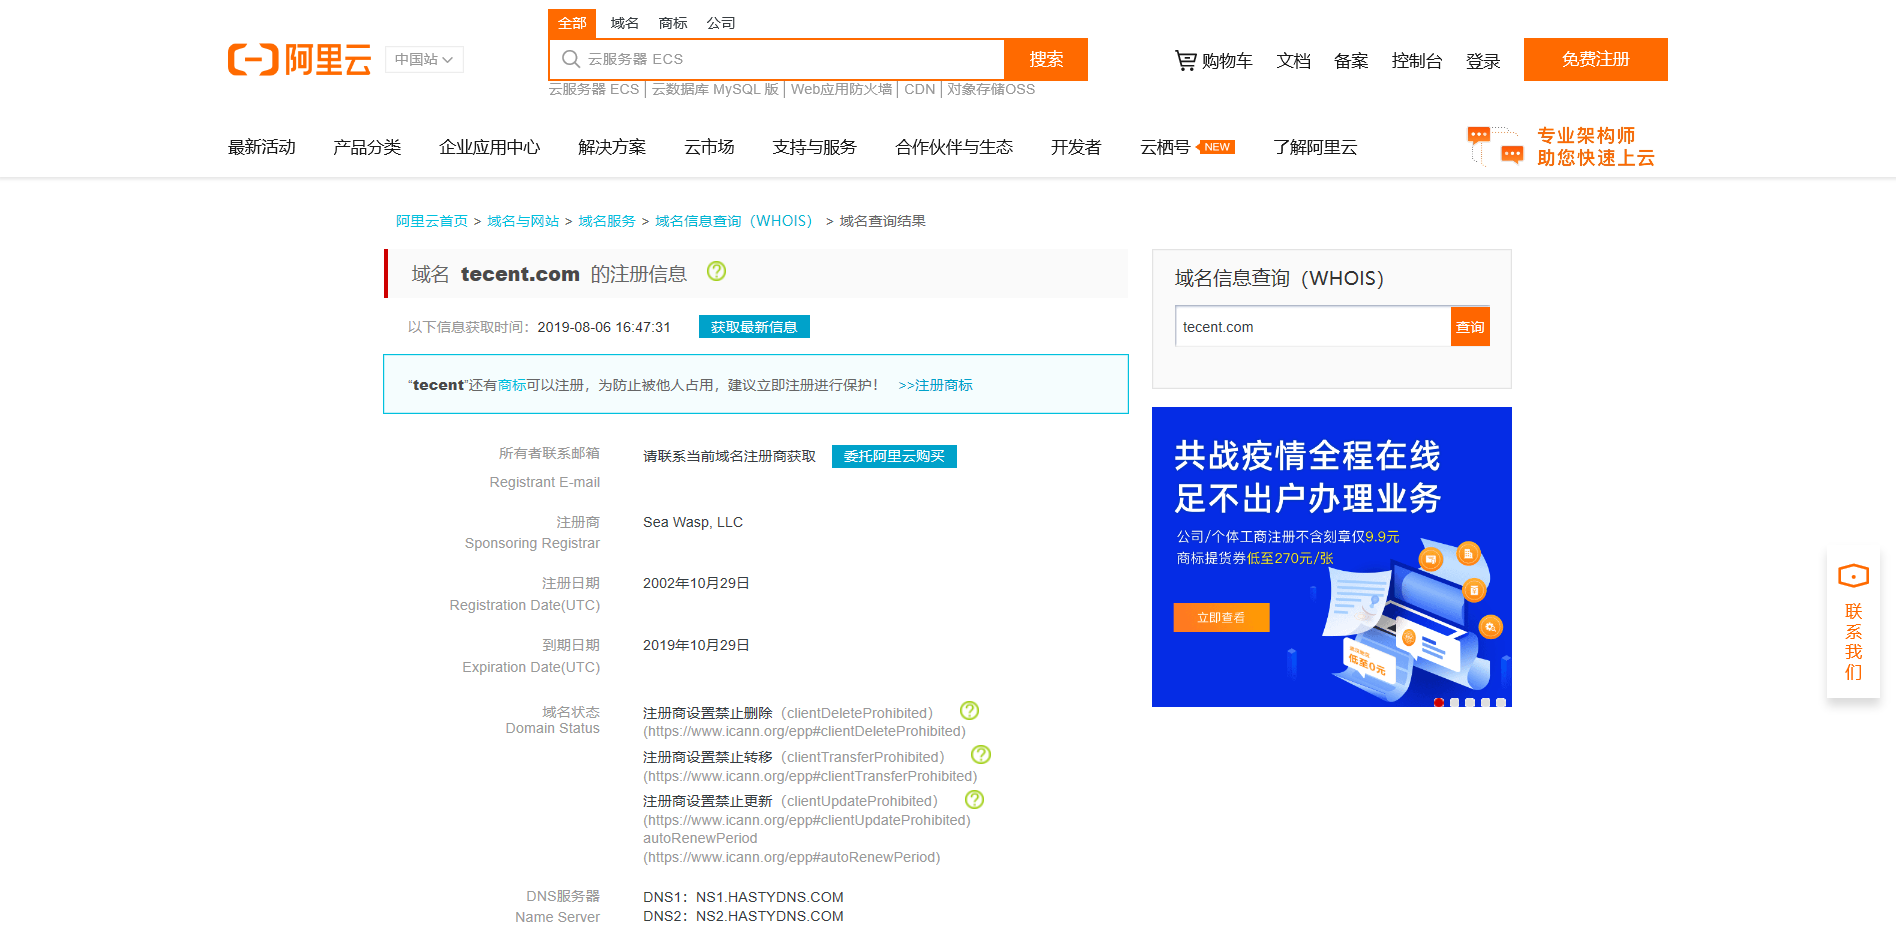 全部 域名 商标 公司
阿里云 中国站
云服务器 ECS 搜索
购物车 文档 备案 控制台 登录 免费注册
云服务器 ECS | 云数据库 MySQL 版 | Web应用防火墙 | CDN | 对象存储OSS
最新活动 产品分类 企业应用中心 解决方案 云市场 支持与服务 合作伙伴与生态 开发者 云栖号 NEW 了解阿里云
专业架构师
助您快速上云
阿里云首页 > 域名与网站 > 域名服务 > 域名信息查询（WHOIS） > 域名查询结果
域名 tecent.com 的注册信息
以下信息获取时间：2019-08-06 16:47:31 获取最新信息
“tecent”还有商标可以注册，为防止被他人占用，建议立即注册进行保护！ >>注册商标
所有者联系邮箱
Registrant E-mail
请联系当前域名注册商获取 委托阿里云购买
注册商
Sponsoring Registrar
Sea Wasp, LLC
注册日期
Registration Date(UTC)
2002年10月29日
到期日期
Expiration Date(UTC)
2019年10月29日
域名状态
Domain Status
注册商设置禁止删除（clientDeleteProhibited）
(https://www.icann.org/epp#clientDeleteProhibited)
注册商设置禁止转移（clientTransferProhibited）
(https://www.icann.org/epp#clientTransferProhibited)
注册商设置禁止更新（clientUpdateProhibited）
(https://www.icann.org/epp#clientUpdateProhibited)
autoRenewPeriod
(https://www.icann.org/epp#autoRenewPeriod)
DNS服务器
Name Server
DNS1：NS1.HASTYDNS.COM
DNS2：NS2.HASTYDNS.COM
域名信息查询（WHOIS）
tecent.com 查询
共战疫情全程在线
足不出户办理业务
公司/个体工商注册不含刻章仅9.9元
商标提货券低至270元/张
立即查看
低至0元
联系我们